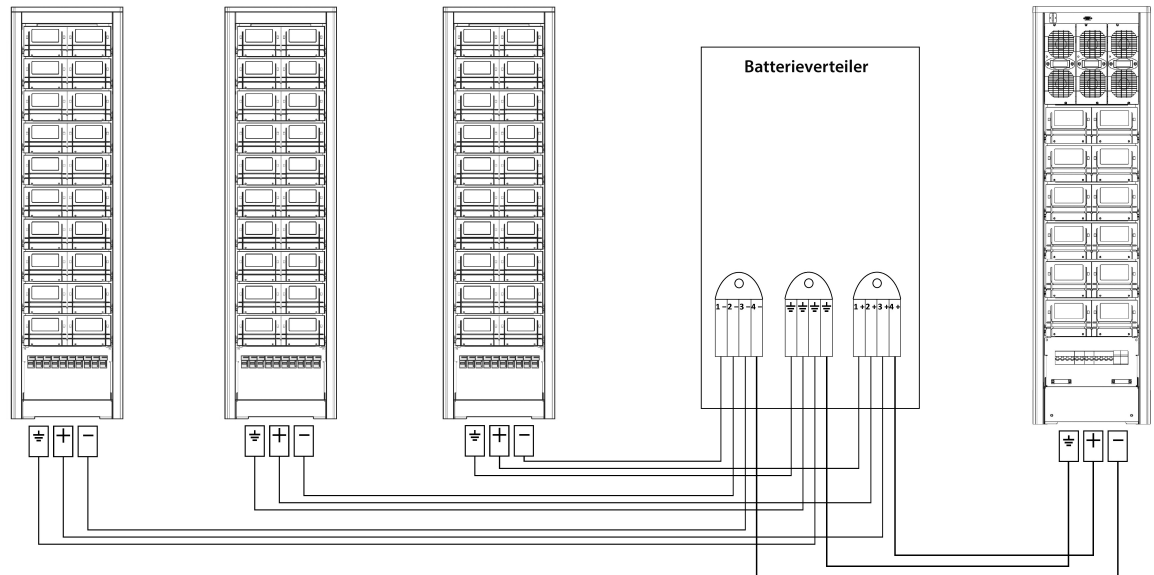 Batterieverteiler
1 – 2 – 3 – 4 – ⏚ ⏚ ⏚ ⏚ 1 + 2 + 3 + 4 +
⏚ + – ⏚ + – ⏚ + – ⏚ + –